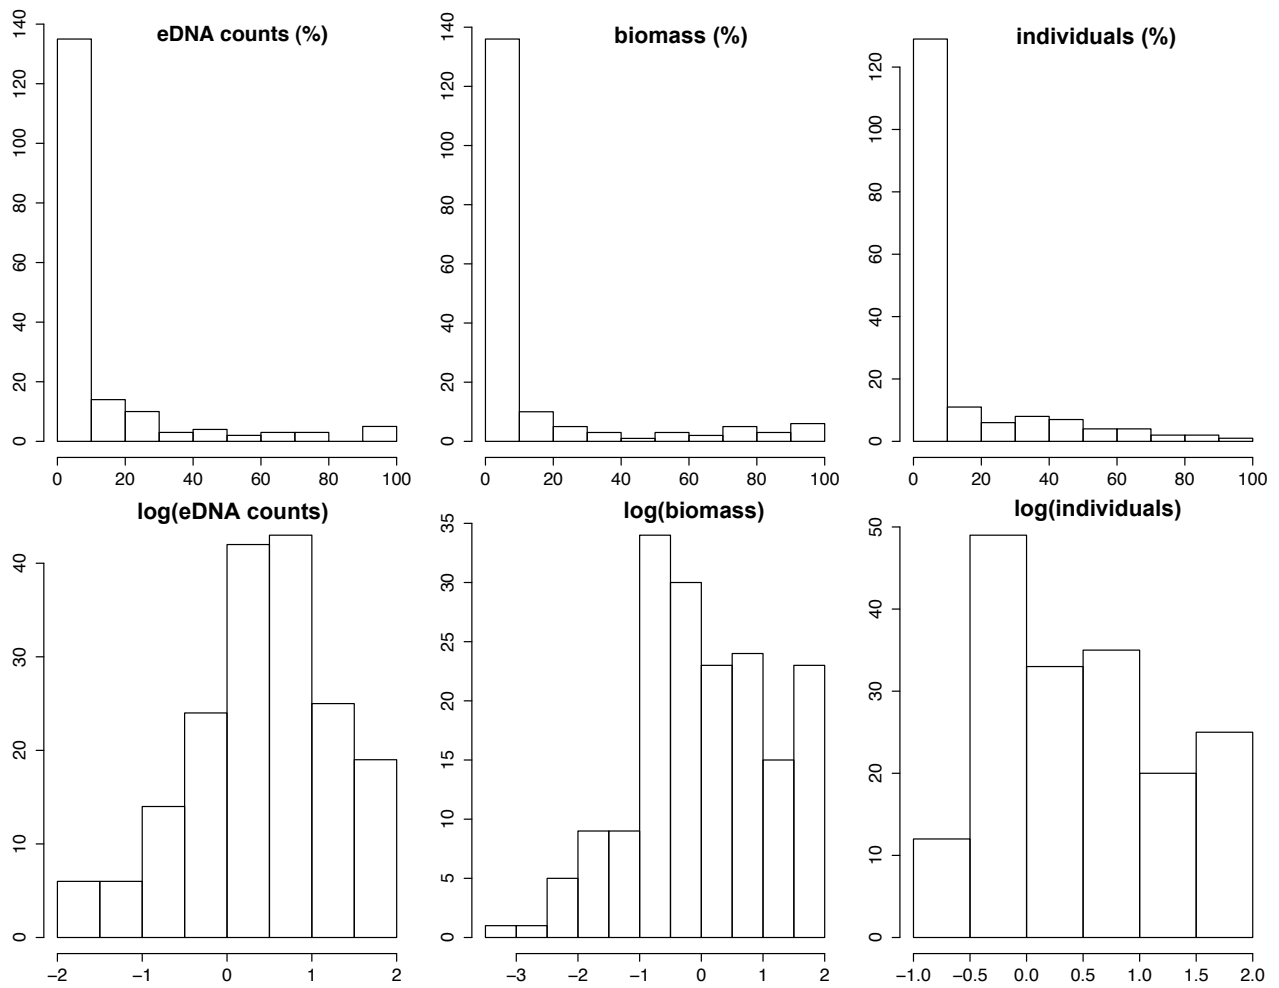 eDNA counts (%)
0 20 40 60 80 100 120 140
0 20 40 60 80 100
biomass (%)
0 20 40 60 80 100 120 140
0 20 40 60 80 100
individuals (%)
0 20 40 60 80 100 120
0 20 40 60 80 100
log(eDNA counts)
0 10 20 30 40
−2 −1 0 1 2
log(biomass)
0 5 10 15 20 25 30 35
−3 −2 −1 0 1 2
log(individuals)
0 10 20 30 40 50
−1.0 −0.5 0.0 0.5 1.0 1.5 2.0